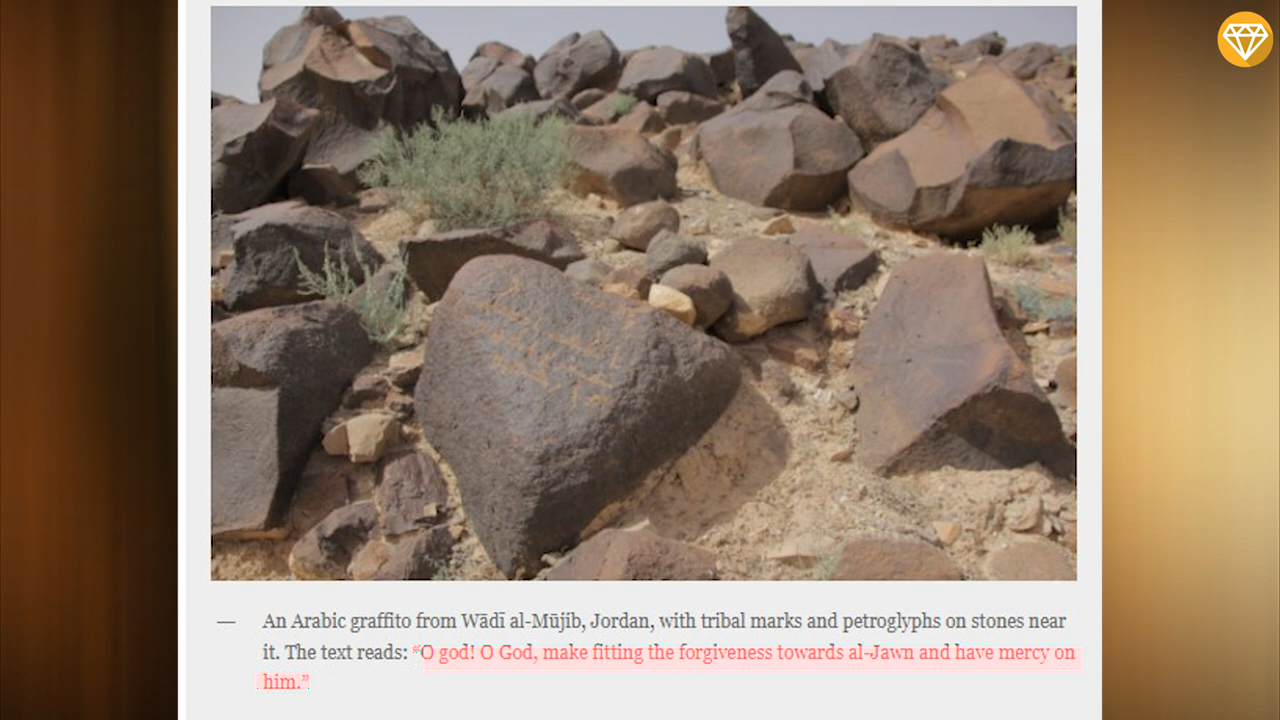 — An Arabic graffito from Wādī al-Mūjib, Jordan, with tribal marks and petroglyphs on stones near
it. The text reads: “O god! O God, make fitting the forgiveness towards al-Jawn and have mercy on
him.”